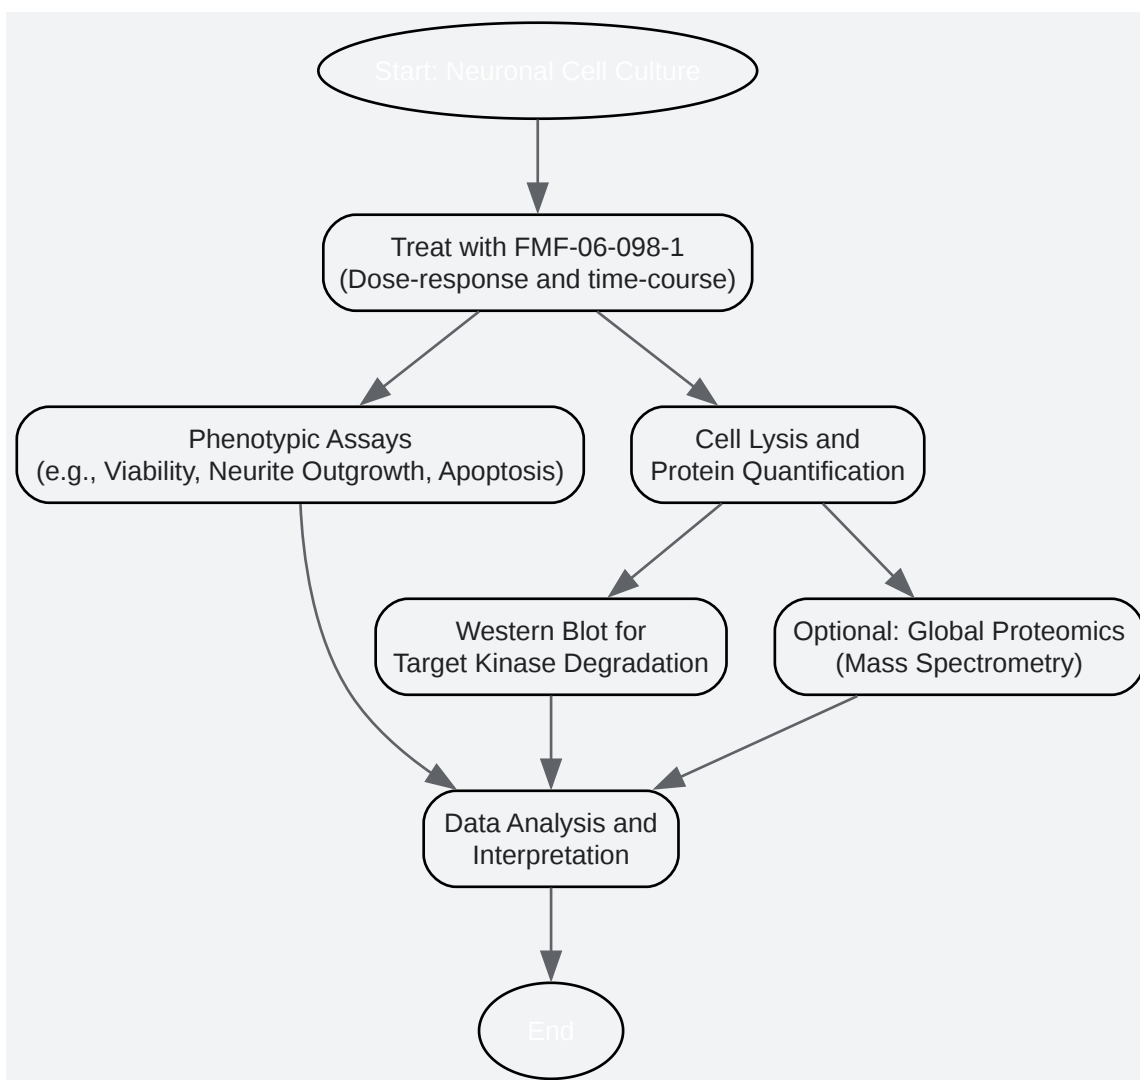 Start: Neuronal Cell Culture
Treat with FMF-06-098-1
(Dose-response and time-course)
Phenotypic Assays
(e.g., Viability, Neurite Outgrowth, Apoptosis)
Cell Lysis and
Protein Quantification
Western Blot for
Target Kinase Degradation
Optional: Global Proteomics
(Mass Spectrometry)
Data Analysis and
Interpretation
End